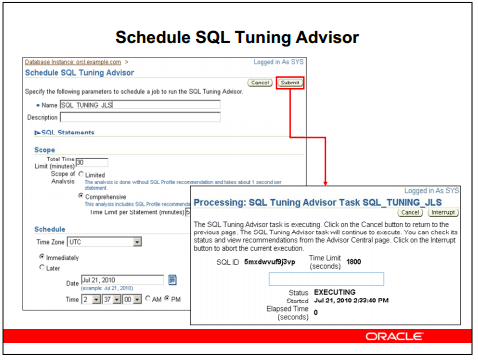 Schedule SQL Tuning Advisor
Database Instance: orcl.example.com >
Logged in As SYS
Schedule SQL Tuning Advisor
Cancel Submit
Specify the following parameters to schedule a job to run the SQL Tuning Advisor.
* Name SQL_TUNING_JLS
Description
SQL Statements
Scope
Total Time Limit (minutes) 30
Scope of Analysis
Limited
The analysis is done without SQL Profile recommendation and takes about 1 second per statement.
Comprehensive
This analysis includes SQL Profile recommenda
Time Limit per Statement (minutes)
Schedule
Time Zone UTC
Immediately
Later
Date Jul 21, 2010
(example: Jul 21, 2010)
Time 2 37 00 AM PM
Logged in As SYS
Processing: SQL Tuning Advisor Task SQL_TUNING_JLS
Cancel Interrupt
The SQL Tuning Advisor task is executing. Click on the Cancel button to return to the
previous page. The SQL Tuning Advisor task will continue to execute. You can check its
status and view recommendations from the Advisor Central page. Click on the Interrupt
button to abort the current execution.
SQL ID 5mxdwvuf9j3vp Time Limit (seconds) 1800
Status EXECUTING
Started Jul 21, 2010 2:33:40 PM
Elapsed Time (seconds) 0
ORACLE